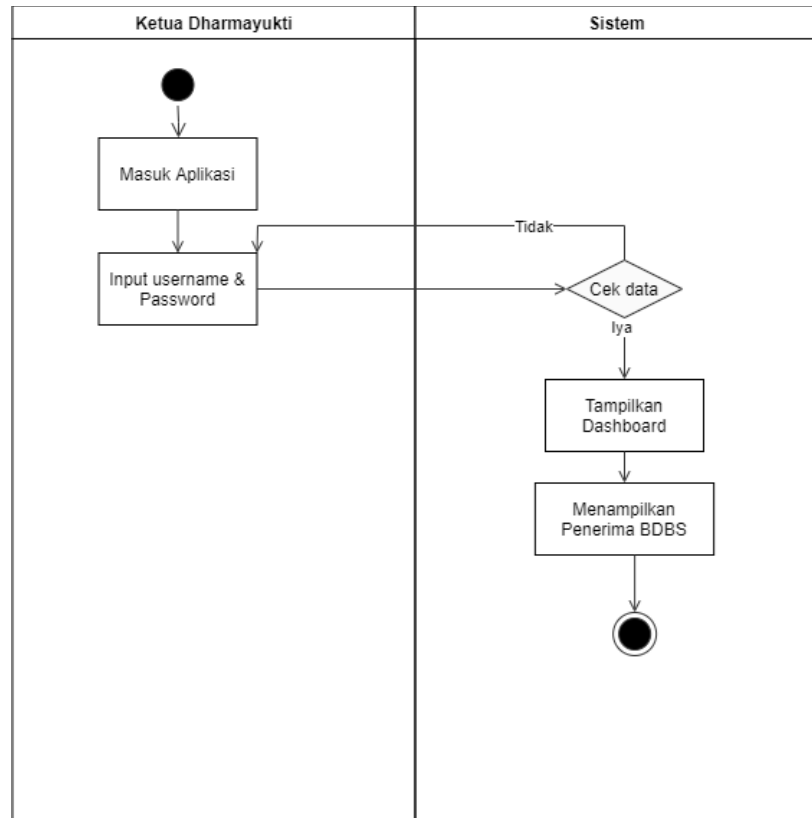 Ketua Dharmayukti
Sistem
Masuk Aplikasi
Tidak
Input username &
Password
Cek data
Iya
Tampilkan
Dashboard
Menampilkan
Penerima BDBS